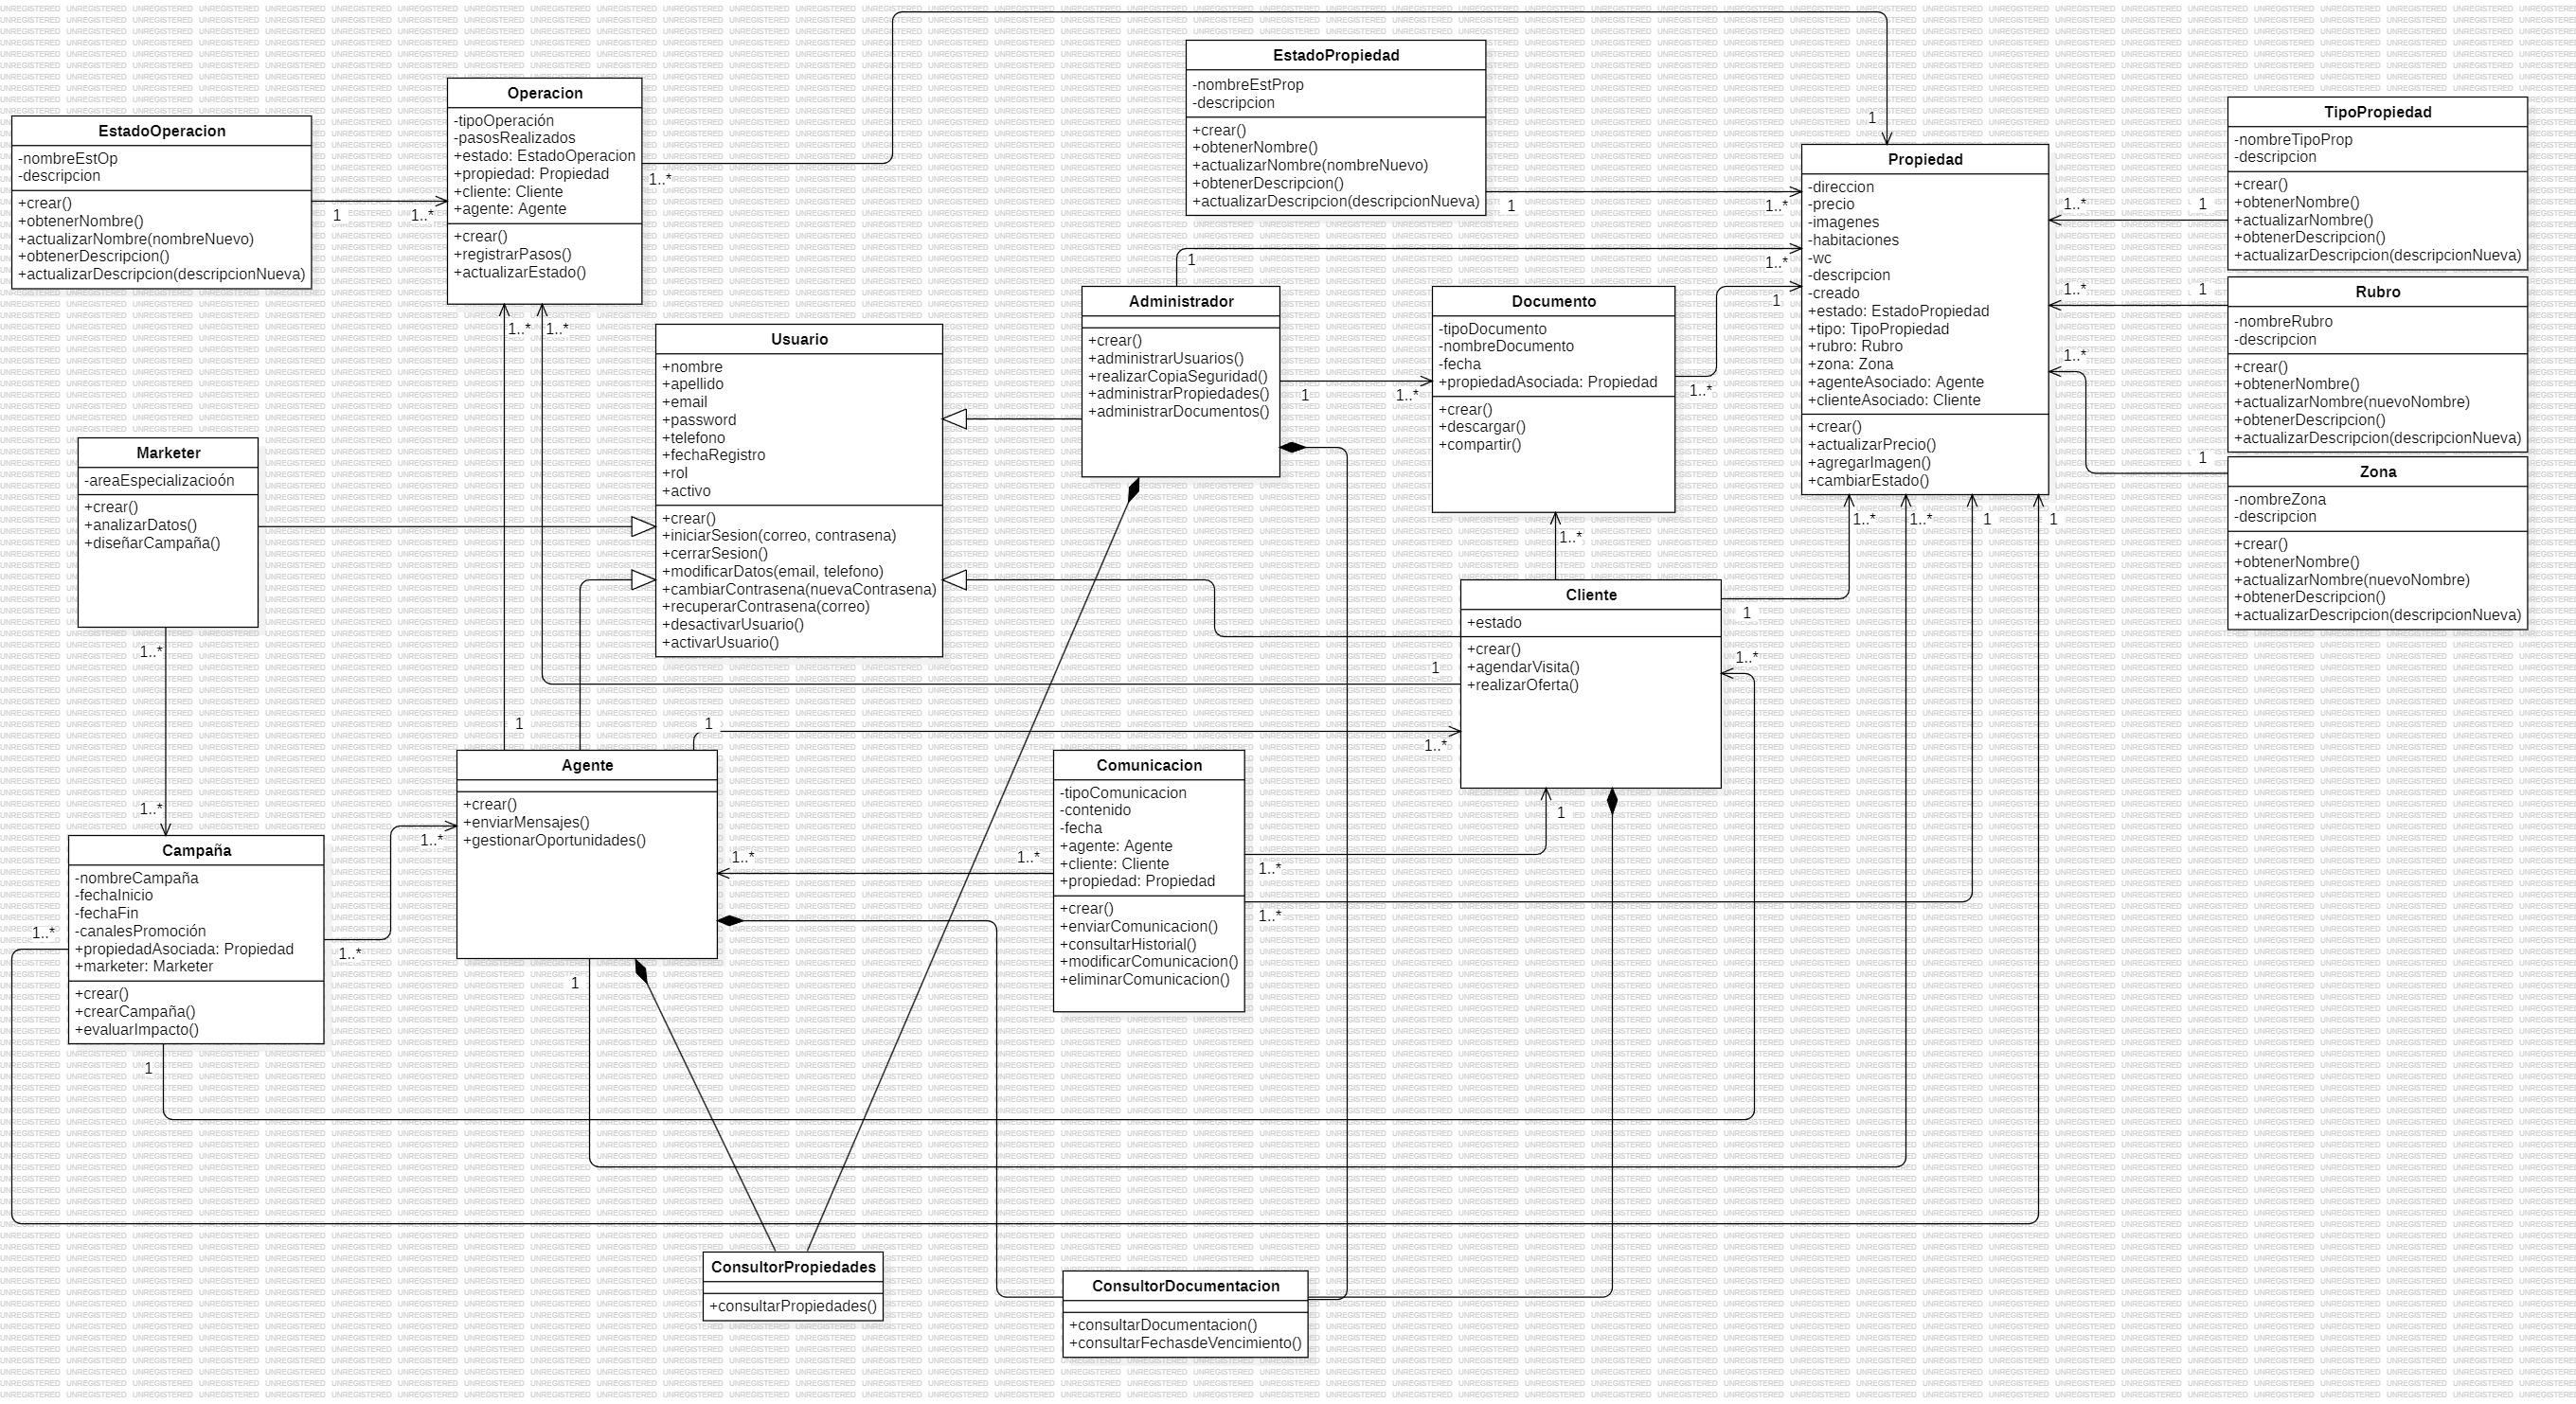 EstadoOperacion
-nombreEstOp
-descripcion
+crear()
+obtenerNombre()
+actualizarNombre(nombreNuevo)
+obtenerDescripcion()
+actualizarDescripcion(descripcionNueva)
1
1..*
Operacion
-tipoOperación
-pasosRealizados
+estado: EstadoOperacion
+propiedad: Propiedad
+cliente: Cliente
+agente: Agente
+crear()
+registrarPasos()
+actualizarEstado()
1..*
1
1..*
1..*
EstadoPropiedad
-nombreEstProp
-descripcion
+crear()
+obtenerNombre()
+actualizarNombre(nombreNuevo)
+obtenerDescripcion()
+actualizarDescripcion(descripcionNueva)
1
1..*
Propiedad
-direccion
-precio
-imagenes
-habitaciones
-wc
-descripcion
-creado
+estado: EstadoPropiedad
+tipo: TipoPropiedad
+rubro: Rubro
+zona: Zona
+agenteAsociado: Agente
+clienteAsociado: Cliente
+crear()
+actualizarPrecio()
+agregarImagen()
+cambiarEstado()
1..*
1..*
1
1
TipoPropiedad
-nombreTipoProp
-descripcion
+crear()
+obtenerNombre()
+actualizarNombre()
+obtenerDescripcion()
+actualizarDescripcion(descripcionNueva)
1..*
1
Rubro
-nombreRubro
-descripcion
+crear()
+obtenerNombre()
+actualizarNombre(nuevoNombre)
+obtenerDescripcion()
+actualizarDescripcion(descripcionNueva)
1..*
1
Zona
-nombreZona
-descripcion
+crear()
+obtenerNombre()
+actualizarNombre(nuevoNombre)
+obtenerDescripcion()
+actualizarDescripcion(descripcionNueva)
1..*
1
Usuario
+nombre
+apellido
+email
+password
+telefono
+fechaRegistro
+rol
+activo
+crear()
+iniciarSesion(correo, contrasena)
+cerrarSesion()
+modificarDatos(email, telefono)
+cambiarContrasena(nuevaContrasena)
+recuperarContrasena(correo)
+desactivarUsuario()
+activarUsuario()
Administrador
+crear()
+administrarUsuarios()
+realizarCopiaSeguridad()
+administrarPropiedades()
+administrarDocumentos()
1
1..*
1
1..*
Documento
-tipoDocumento
-nombreDocumento
-fecha
+propiedadAsociada: Propiedad
+crear()
+descargar()
+compartir()
1..*
1
1..*
Marketer
-areaEspecializacioón
+crear()
+analizarDatos()
+diseñarCampaña()
1..*
1..*
Cliente
+estado
+crear()
+agendarVisita()
+realizarOferta()
1
1
1..*
1..*
1
Agente
+crear()
+enviarMensajes()
+gestionarOportunidades()
1
1
1..*
1..*
1
Comunicacion
-tipoComunicacion
-contenido
-fecha
+agente: Agente
+cliente: Cliente
+propiedad: Propiedad
+crear()
+enviarComunicacion()
+consultarHistorial()
+modificarComunicacion()
+eliminarComunicacion()
1..*
1..*
1..*
Campaña
-nombreCampaña
-fechaInicio
-fechaFin
-canalesPromoción
+propiedadAsociada: Propiedad
+marketer: Marketer
+crear()
+crearCampaña()
+evaluarImpacto()
1..*
1..*
1
ConsultorPropiedades
+consultarPropiedades()
ConsultorDocumentacion
+consultarDocumentacion()
+consultarFechasdeVencimiento()
UNREGISTERED